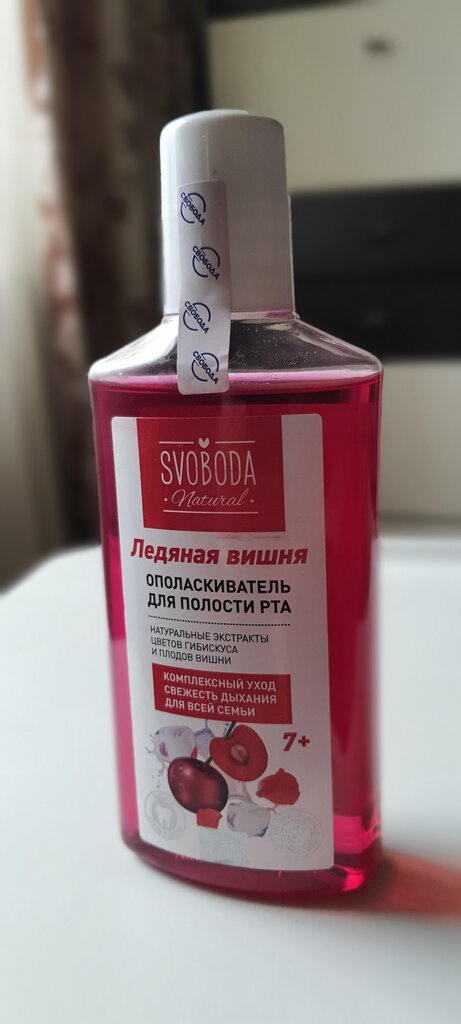 СВОБОДА
СВОБОДА
СВОБОДА
СВОБОДА
SVOBODA
Natural
Ледяная вишня
ОПОЛАСКИВАТЕЛЬ
ДЛЯ ПОЛОСТИ РТА
НАТУРАЛЬНЫЕ ЭКСТРАКТЫ
ЦВЕТОВ ГИБИСКУСА
И ПЛОДОВ ВИШНИ
КОМПЛЕКСНЫЙ УХОД
СВЕЖЕСТЬ ДЫХАНИЯ
ДЛЯ ВСЕЙ СЕМЬИ
7+